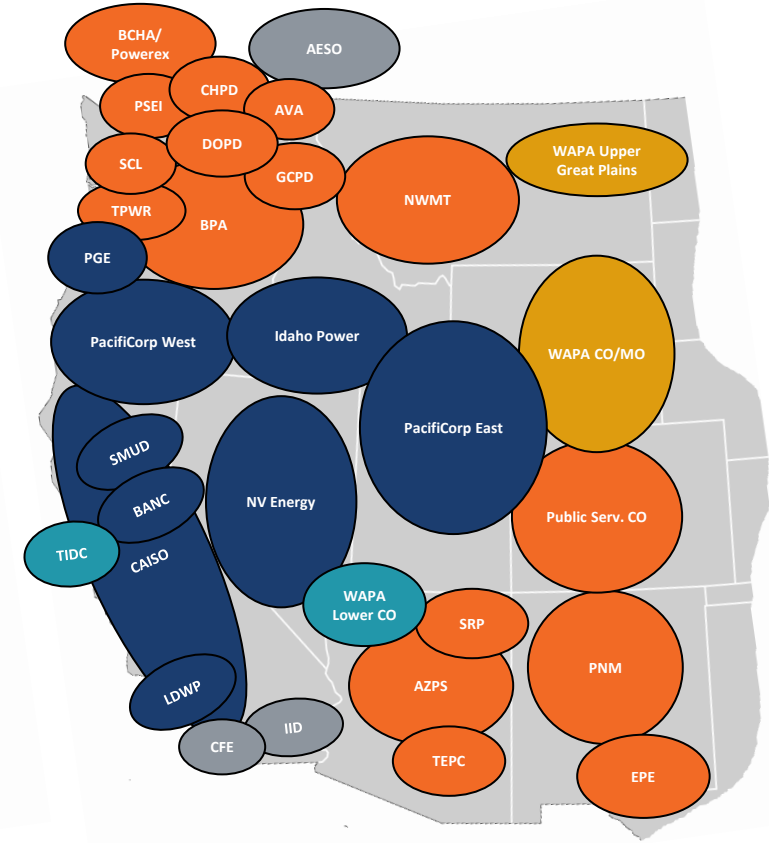 BCHA/
Powerex
AESO
CHPD
PSEI
AVA
DOPD
SCL
GCPD
WAPA Upper
Great Plains
NWMT
TPWR
BPA
PGE
PacifiCorp West
Idaho Power
WAPA CO/MO
PacifiCorp East
SMUD
BANC
NV Energy
Public Serv. CO
TIDC
CAISO
WAPA
Lower CO
SRP
PNM
AZPS
LDWP
IID
CFE
TEPC
EPE